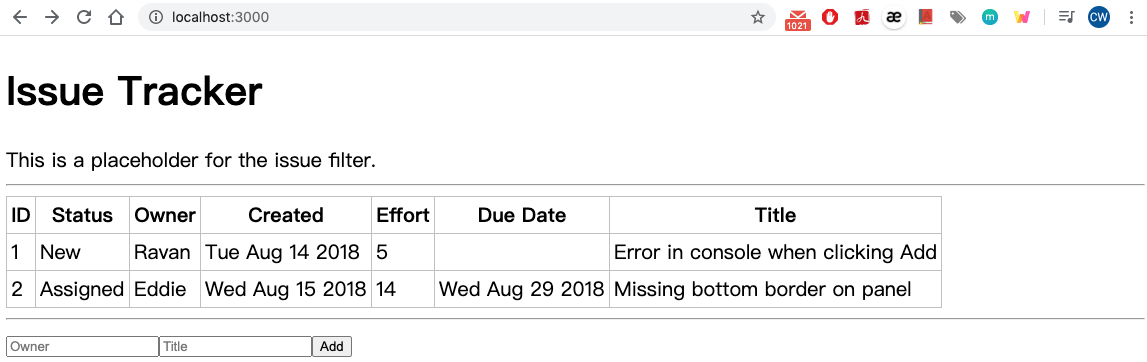 localhost:3000
1021
æ
m
CW
Issue Tracker
This is a placeholder for the issue filter.
ID Status Owner Created Effort Due Date Title
1 New Ravan Tue Aug 14 2018 5 Error in console when clicking Add
2 Assigned Eddie Wed Aug 15 2018 14 Wed Aug 29 2018 Missing bottom border on panel
Owner Title Add